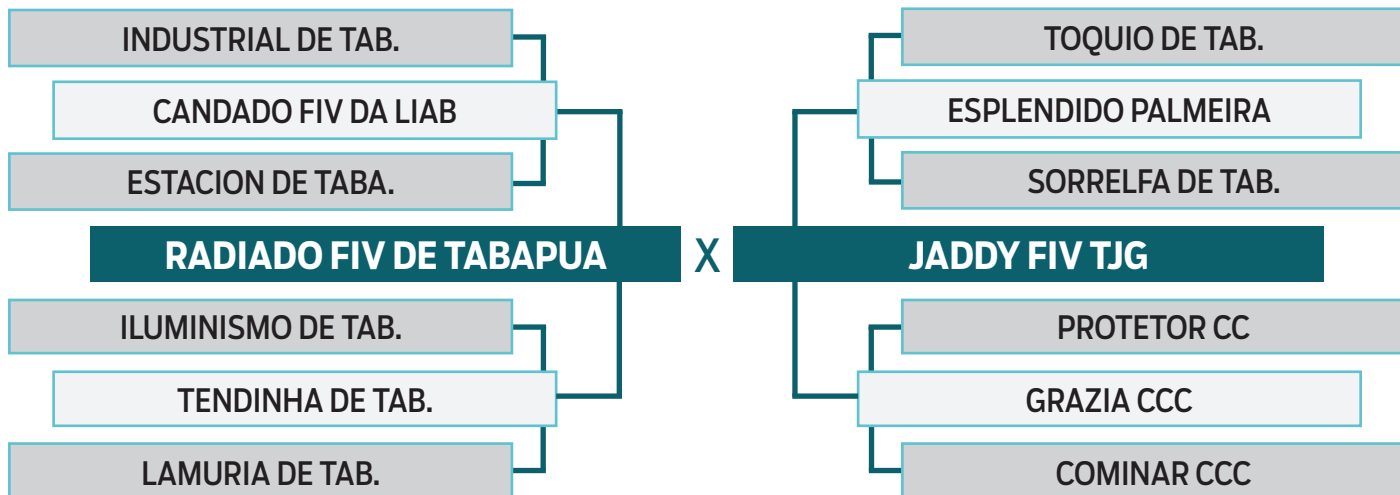 INDUSTRIAL DE TAB.
CANDADO FIV DA LIAB
ESTACION DE TABA.
RADIADO FIV DE TABAPUA
ILUMINISMO DE TAB.
TENDINHA DE TAB.
LAMURIA DE TAB.
X
TOQUIO DE TAB.
ESPLENDIDO PALMEIRA
SORRELFA DE TAB.
JADDY FIV TJG
PROTETOR CC
GRAZIA CCC
COMINAR CCC